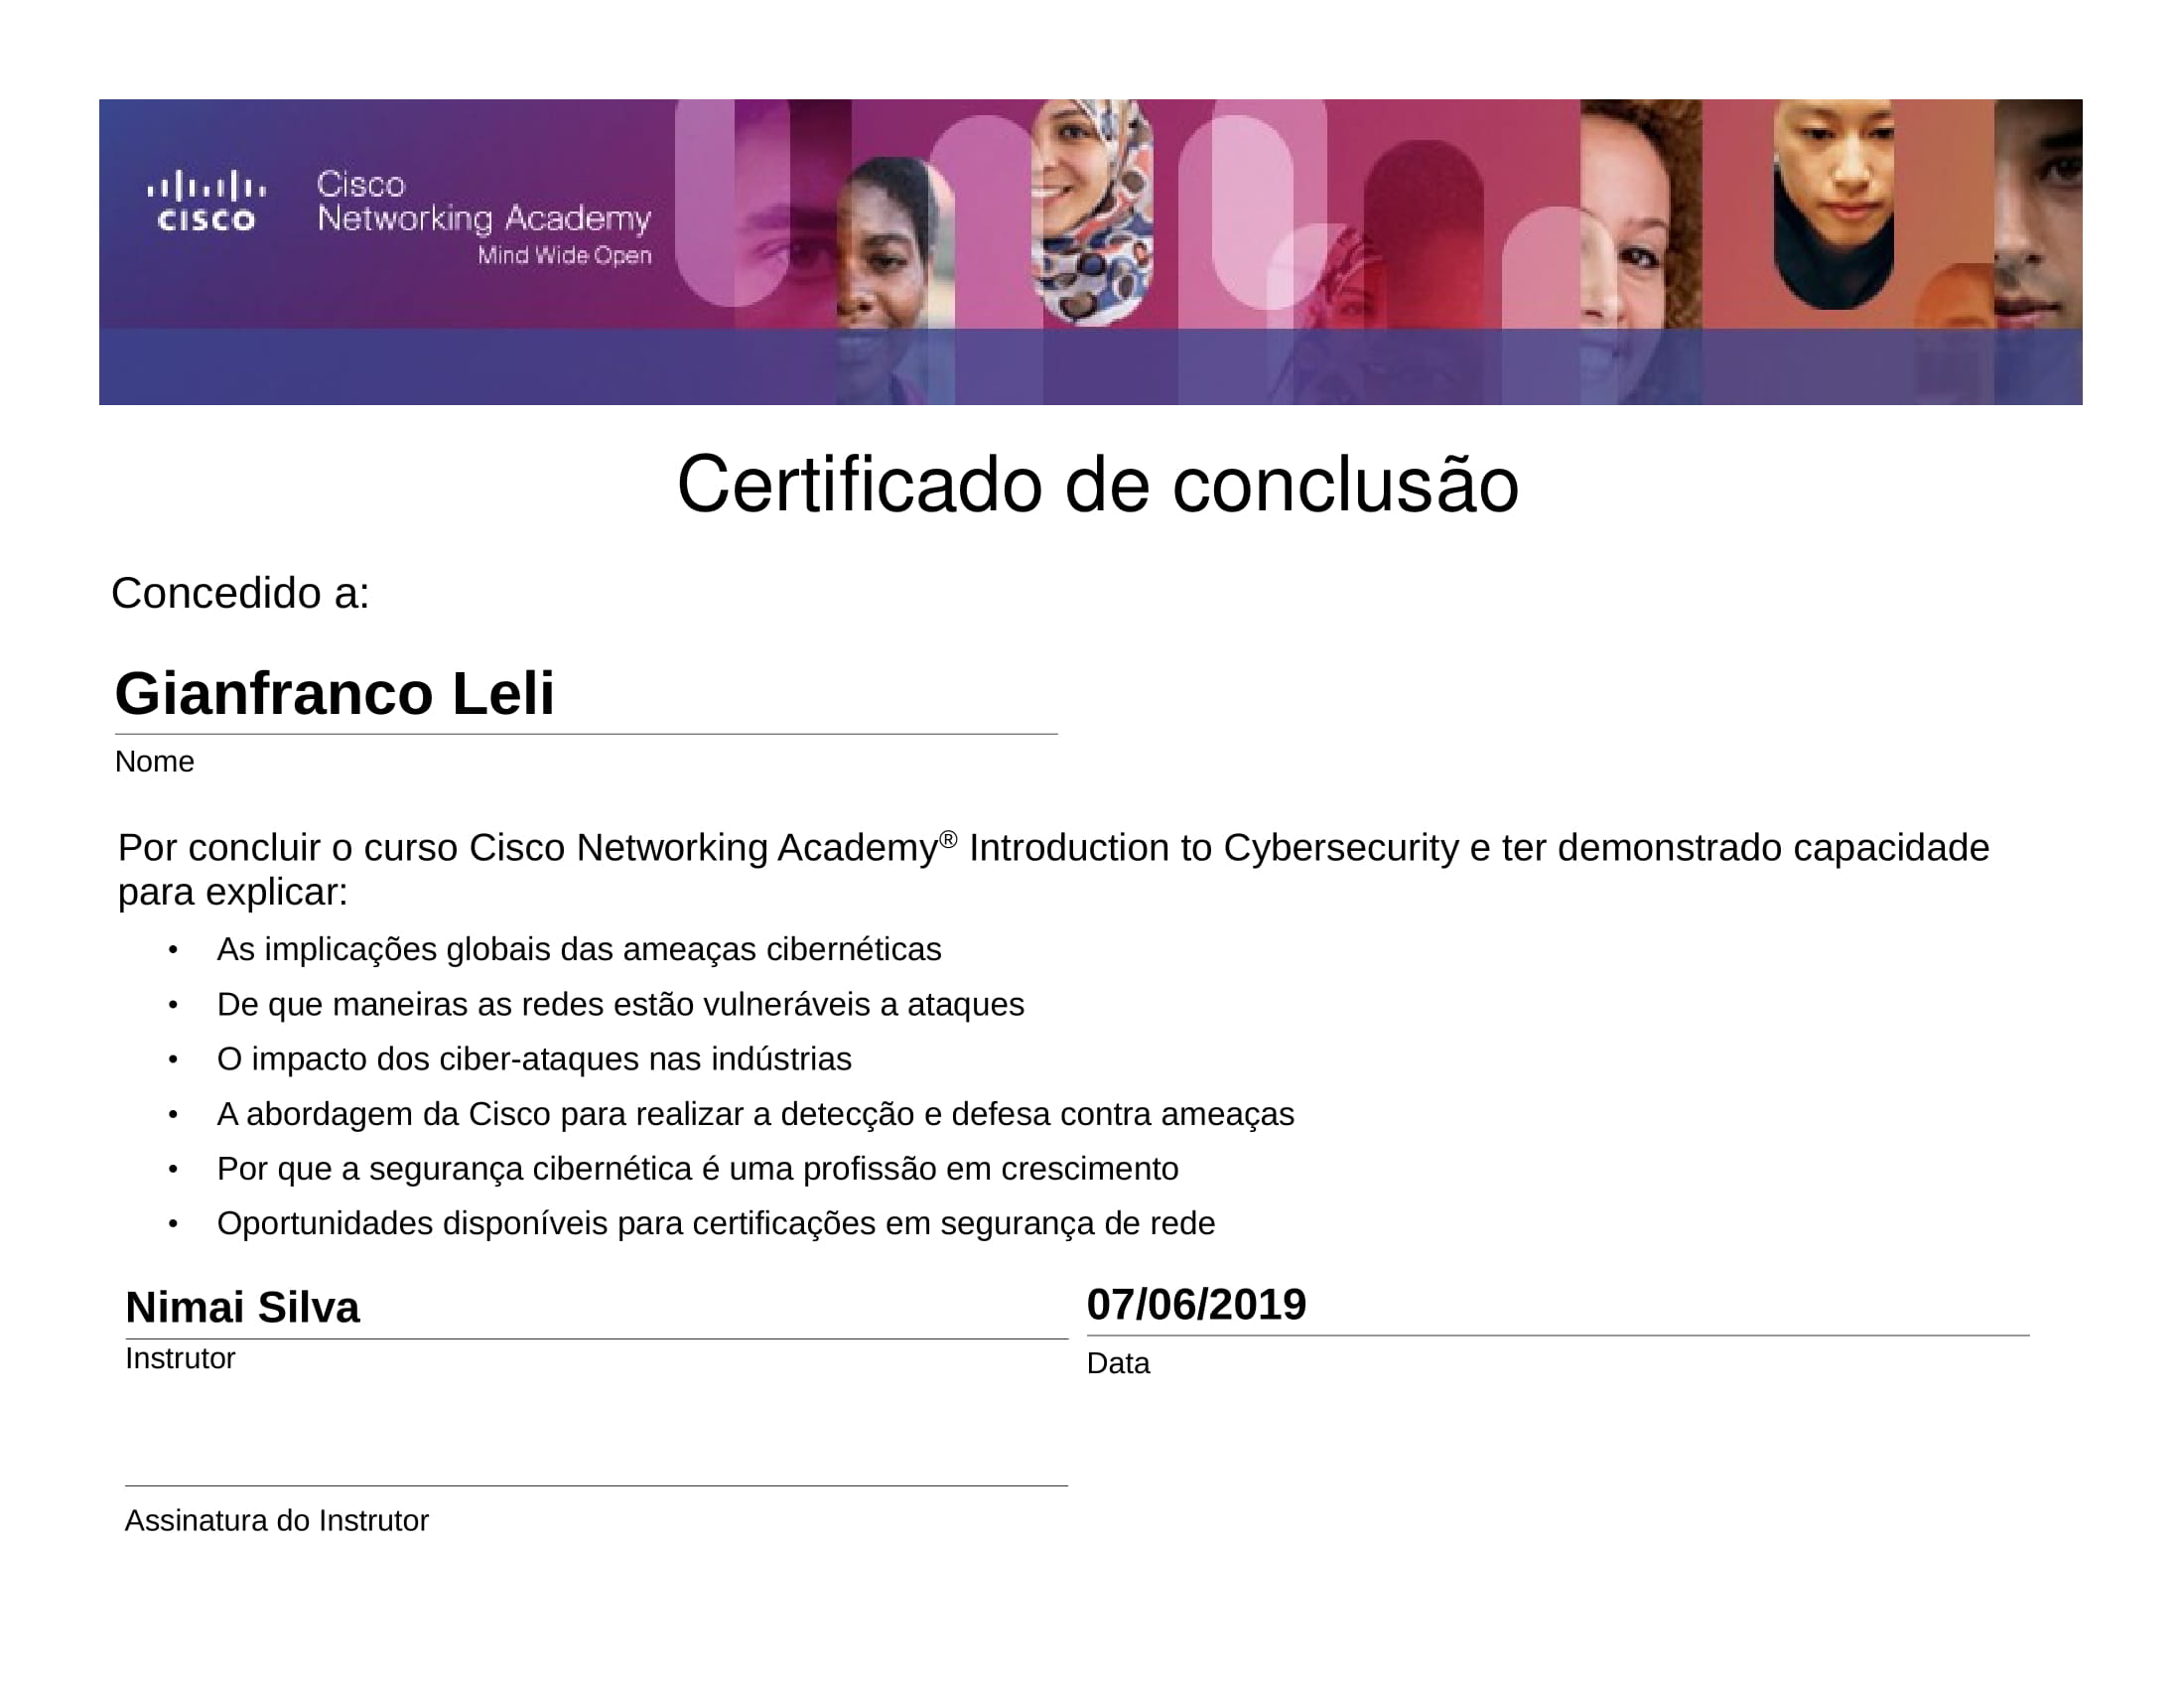 cisco
Cisco
Networking Academy
Mind Wide Open
Certificado de conclusão
Concedido a:
Gianfranco Leli
Nome
Por concluir o curso Cisco Networking Academy® Introduction to Cybersecurity e ter demonstrado capacidade
para explicar:
• As implicações globais das ameaças cibernéticas
• De que maneiras as redes estão vulneráveis a ataques
• O impacto dos ciber-ataques nas indústrias
• A abordagem da Cisco para realizar a detecção e defesa contra ameaças
• Por que a segurança cibernética é uma profissão em crescimento
• Oportunidades disponíveis para certificações em segurança de rede
Nimai Silva
Instrutor
07/06/2019
Data
Assinatura do Instrutor